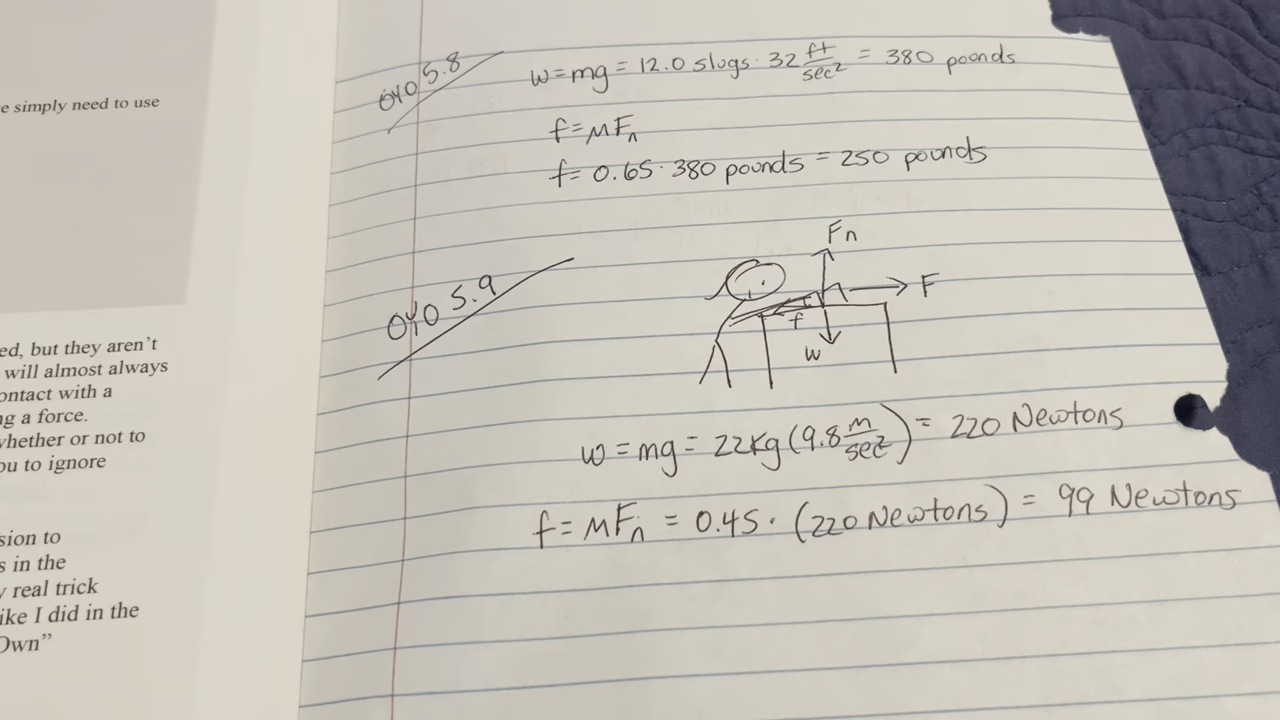 e simply need to use
ed, but they aren't
will almost always
ontact with a
ng a force.
whether or not to
ou to ignore
sion to
s in the
y real trick
like I did in the
Own"
OYO 5.8
w = mg = 12.0 slugs · 32 ft/sec² = 380 pounds
f = μFn
f = 0.65 · 380 pounds = 250 pounds
OYO 5.9
Fn
F
f
w
w = mg = 22kg (9.8 m/sec²) = 220 Newtons
f = μFn = 0.45 · (220 Newtons) = 99 Newtons